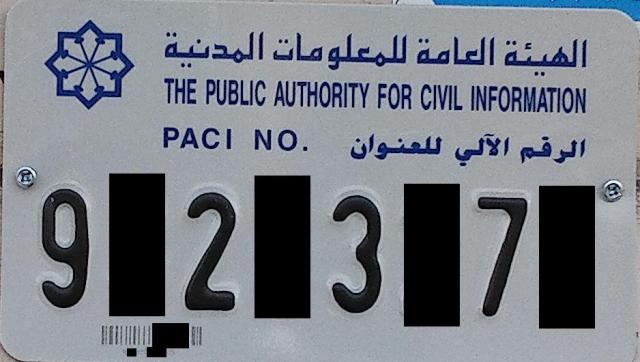 الهيئة العامة للمعلومات المدنية
THE PUBLIC AUTHORITY FOR CIVIL INFORMATION
PACI NO. الرقم الآلي للعنوان
9 2 3 7